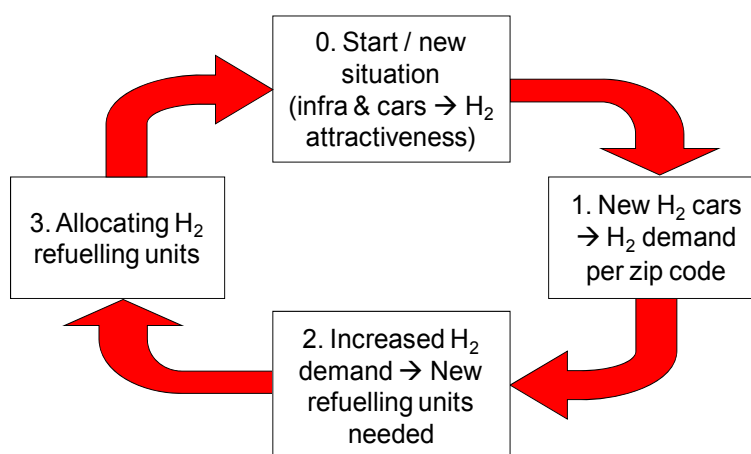 0. Start / new
situation
(infra & cars → H₂
attractiveness)
1. New H₂ cars
→ H₂ demand
per zip code
2. Increased H₂
demand → New
refuelling units
needed
3. Allocating H₂
refuelling units